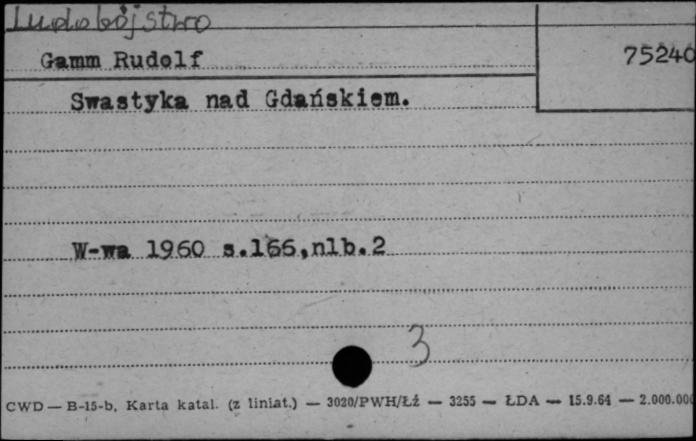 Ludobójstwo
Gamm Rudolf
75240
Swastyka nad Gdańskiem.
W-wa 1960 s.166,nlb.2
3
CWD — B-15-b, Karta katal. (z liniat.) — 3020/PWH/Łź — 3255 — ŁDA — 15.9.64 — 2.000.000